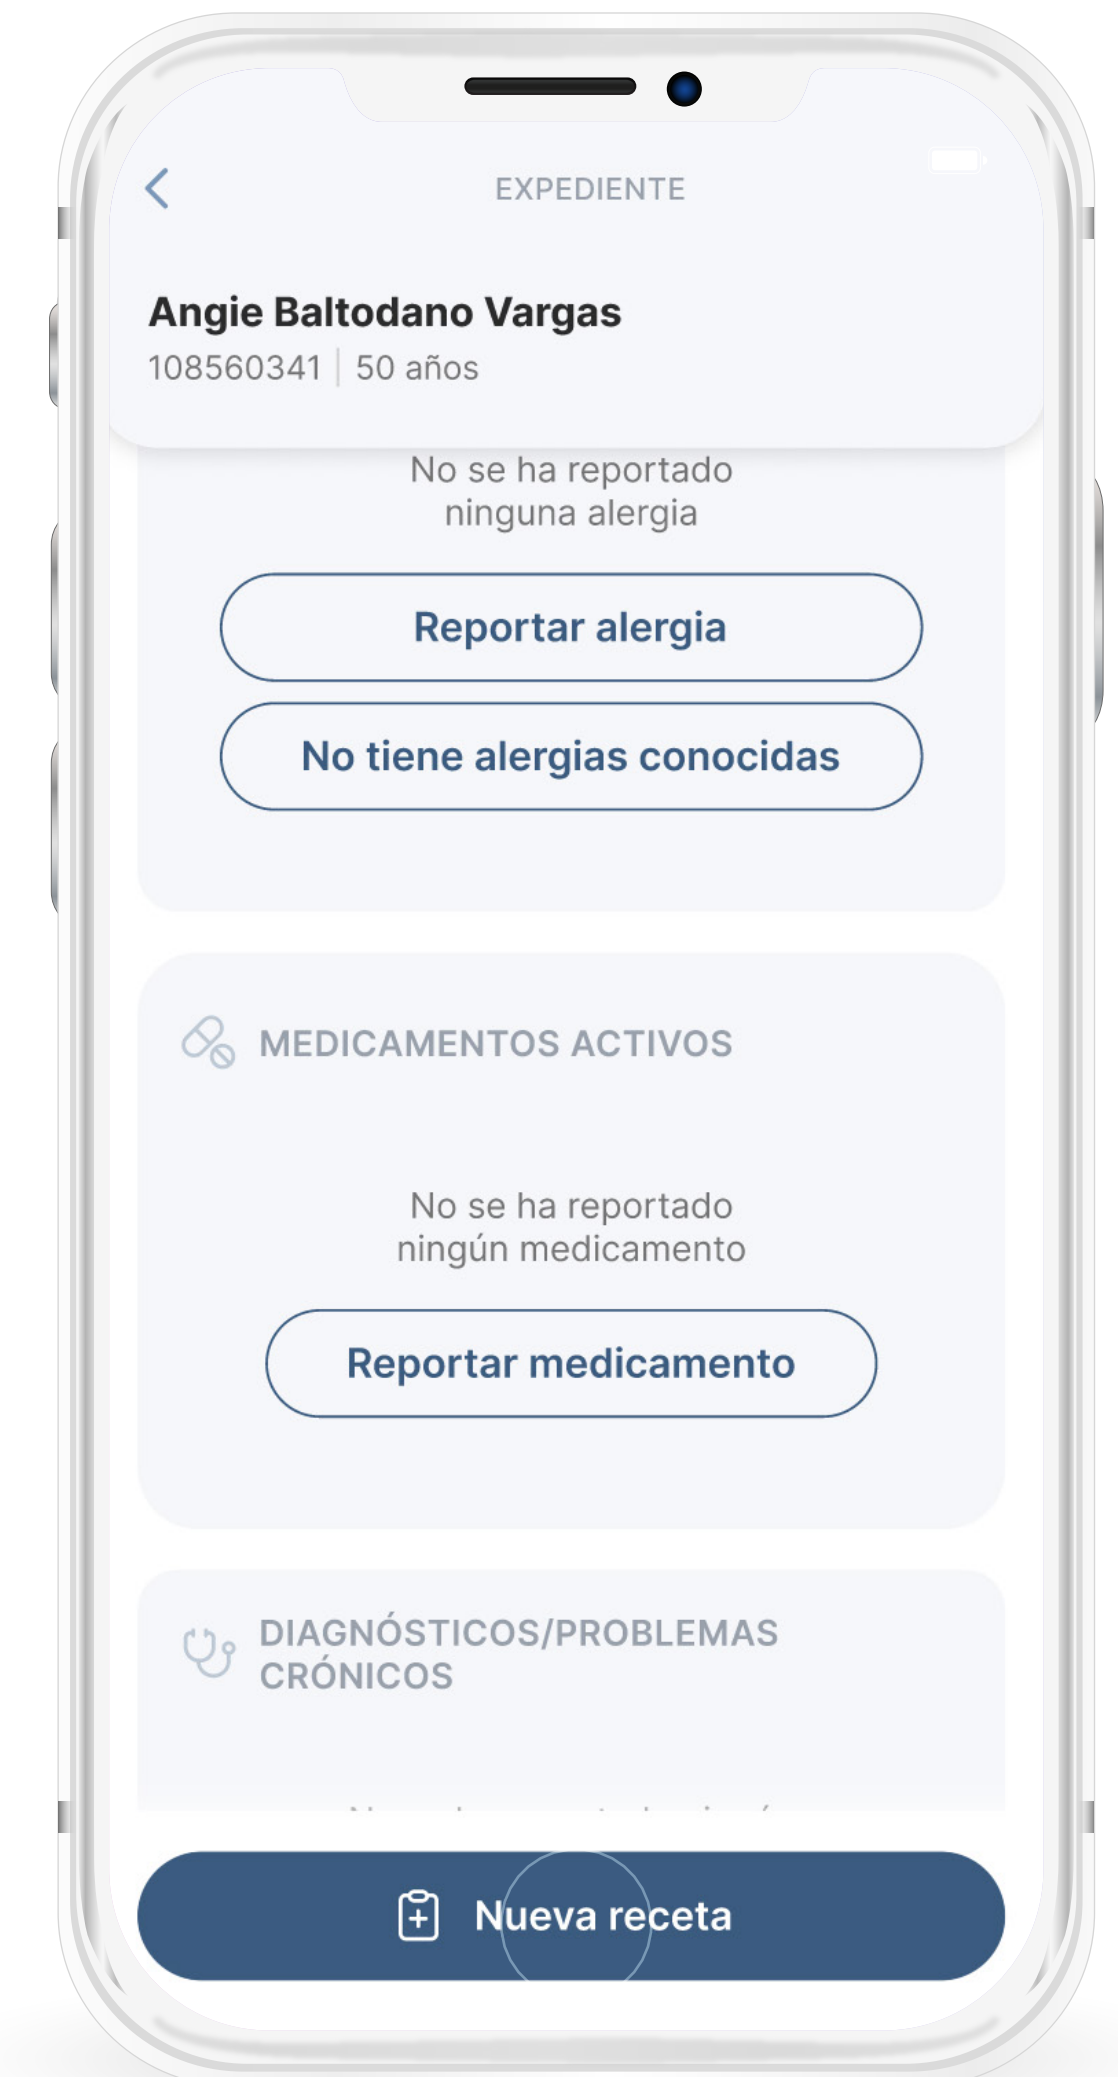 EXPEDIENTE
Angie Baltodano Vargas
108560341 | 50 años
No se ha reportado
ninguna alergia
Reportar alergia
No tiene alergias conocidas
MEDICAMENTOS ACTIVOS
No se ha reportado
ningún medicamento
Reportar medicamento
DIAGNÓSTICOS/PROBLEMAS
CRÓNICOS
Nueva receta